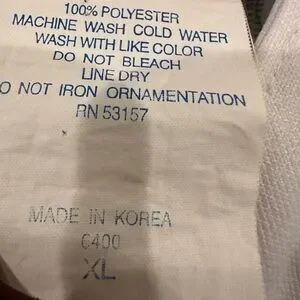 100% POLYESTER
MACHINE WASH COLD WATER
WASH WITH LIKE COLOR
DO NOT BLEACH
LINE DRY
O NOT IRON ORNAMENTATION
RN 53157
MADE IN KOREA
6400
XL